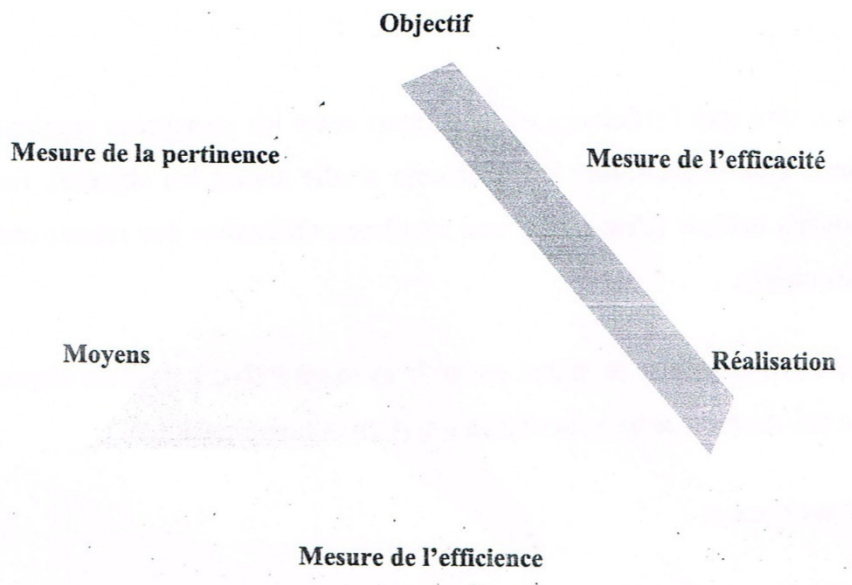 Objectif
Mesure de la pertinence
Mesure de l'efficacité
Moyens
Réalisation
Mesure de l'efficience